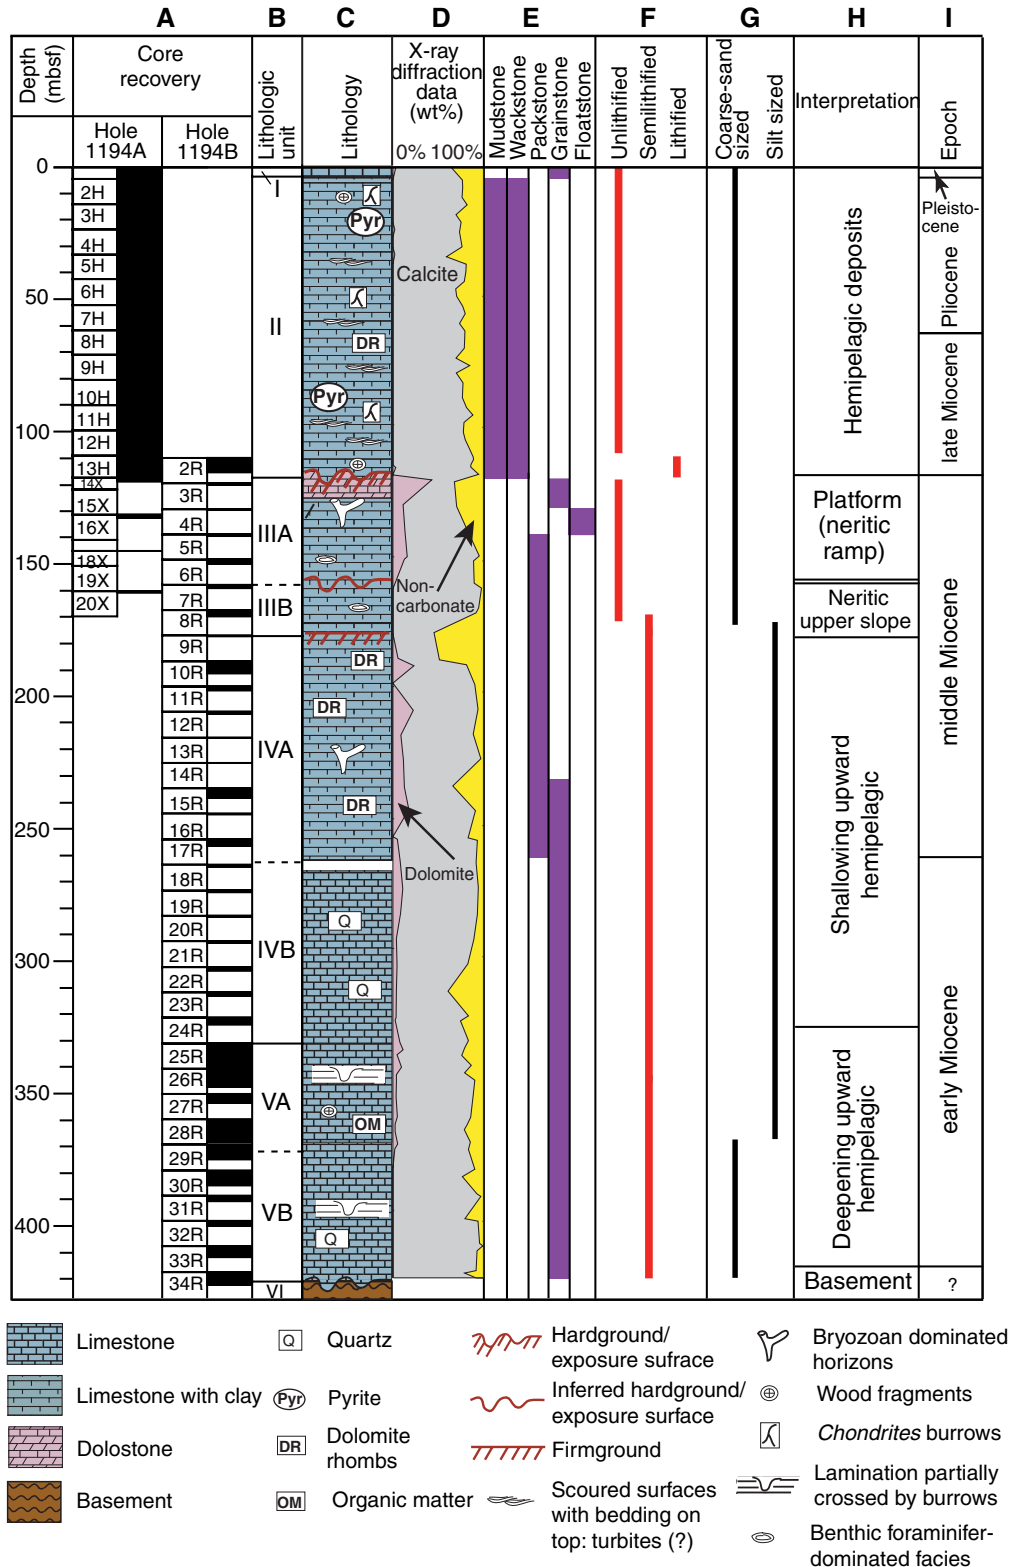 A B C D E F G H I
Depth (mbsf)
Core recovery
Hole 1194A
Hole 1194B
Lithologic unit
Lithology
X-ray diffraction data (wt%)
0% 100%
Mudstone
Wackstone
Packstone
Grainstone
Floatstone
Unlithified
Semilithified
Lithified
Coarse-sand sized
Silt sized
Interpretation
Epoch
0
50
100
150
200
250
300
350
400
2H
3H
4H
5H
6H
7H
8H
9H
10H
11H
12H
13H
14X
15X
16X
18X
19X
20X
2R
3R
4R
5R
6R
7R
8R
9R
10R
11R
12R
13R
14R
15R
16R
17R
18R
19R
20R
21R
22R
23R
24R
25R
26R
27R
28R
29R
30R
31R
32R
33R
34R
I
II
IIIA
IIIB
IVA
IVB
VA
VB
VI
Pyr
DR
Pyr
DR
DR
DR
Q
Q
OM
Q
Calcite
Non-
carbonate
Dolomite
Hemipelagic deposits
Platform
(neritic
ramp)
Neritic
upper slope
Shallowing upward
hemipelagic
Deepening upward
hemipelagic
Basement
Pleisto-
cene
Pliocene
late Miocene
middle Miocene
early Miocene
?
Limestone
Limestone with clay
Dolostone
Basement
Q Quartz
Pyr Pyrite
DR Dolomite
rhombs
OM Organic matter
Hardground/
exposure sufrace
Inferred hardground/
exposure surface
Firmground
Scoured surfaces
with bedding on
top: turbites (?)
Bryozoan dominated
horizons
Wood fragments
Chondrites burrows
Lamination partially
crossed by burrows
Benthic foraminifer-
dominated facies